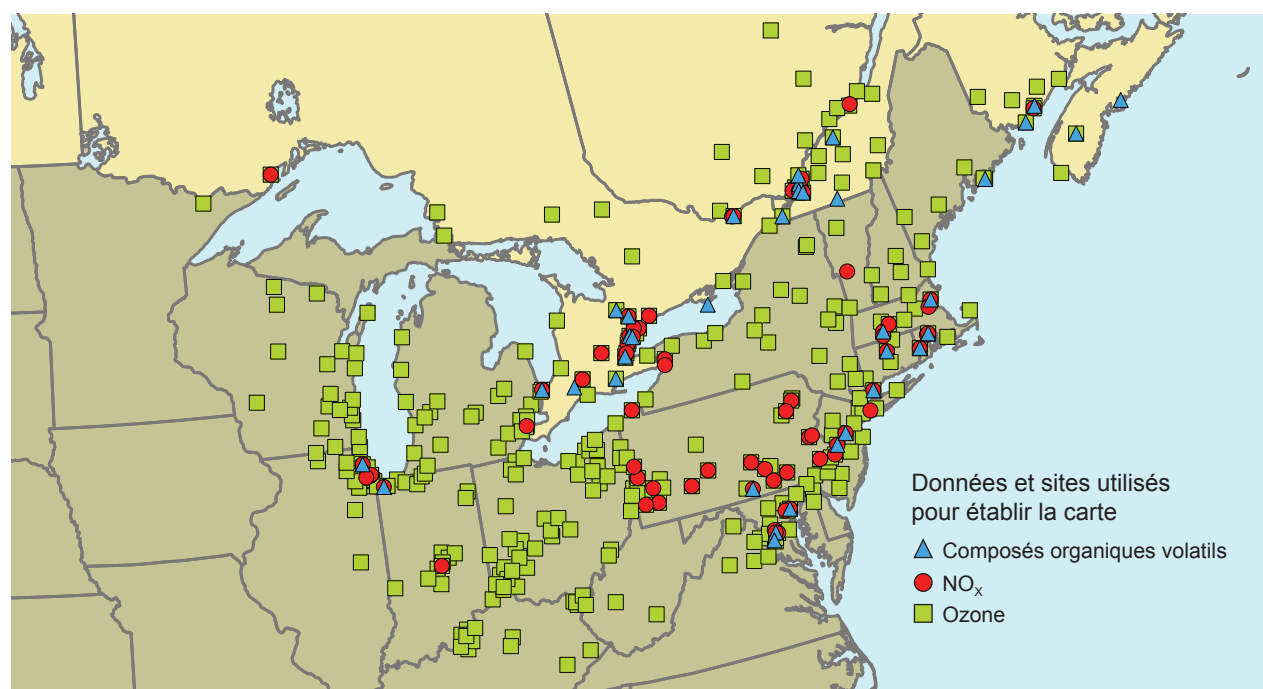 Données et sites utilisés
pour établir la carte
Composés organiques volatils
NOX
Ozone